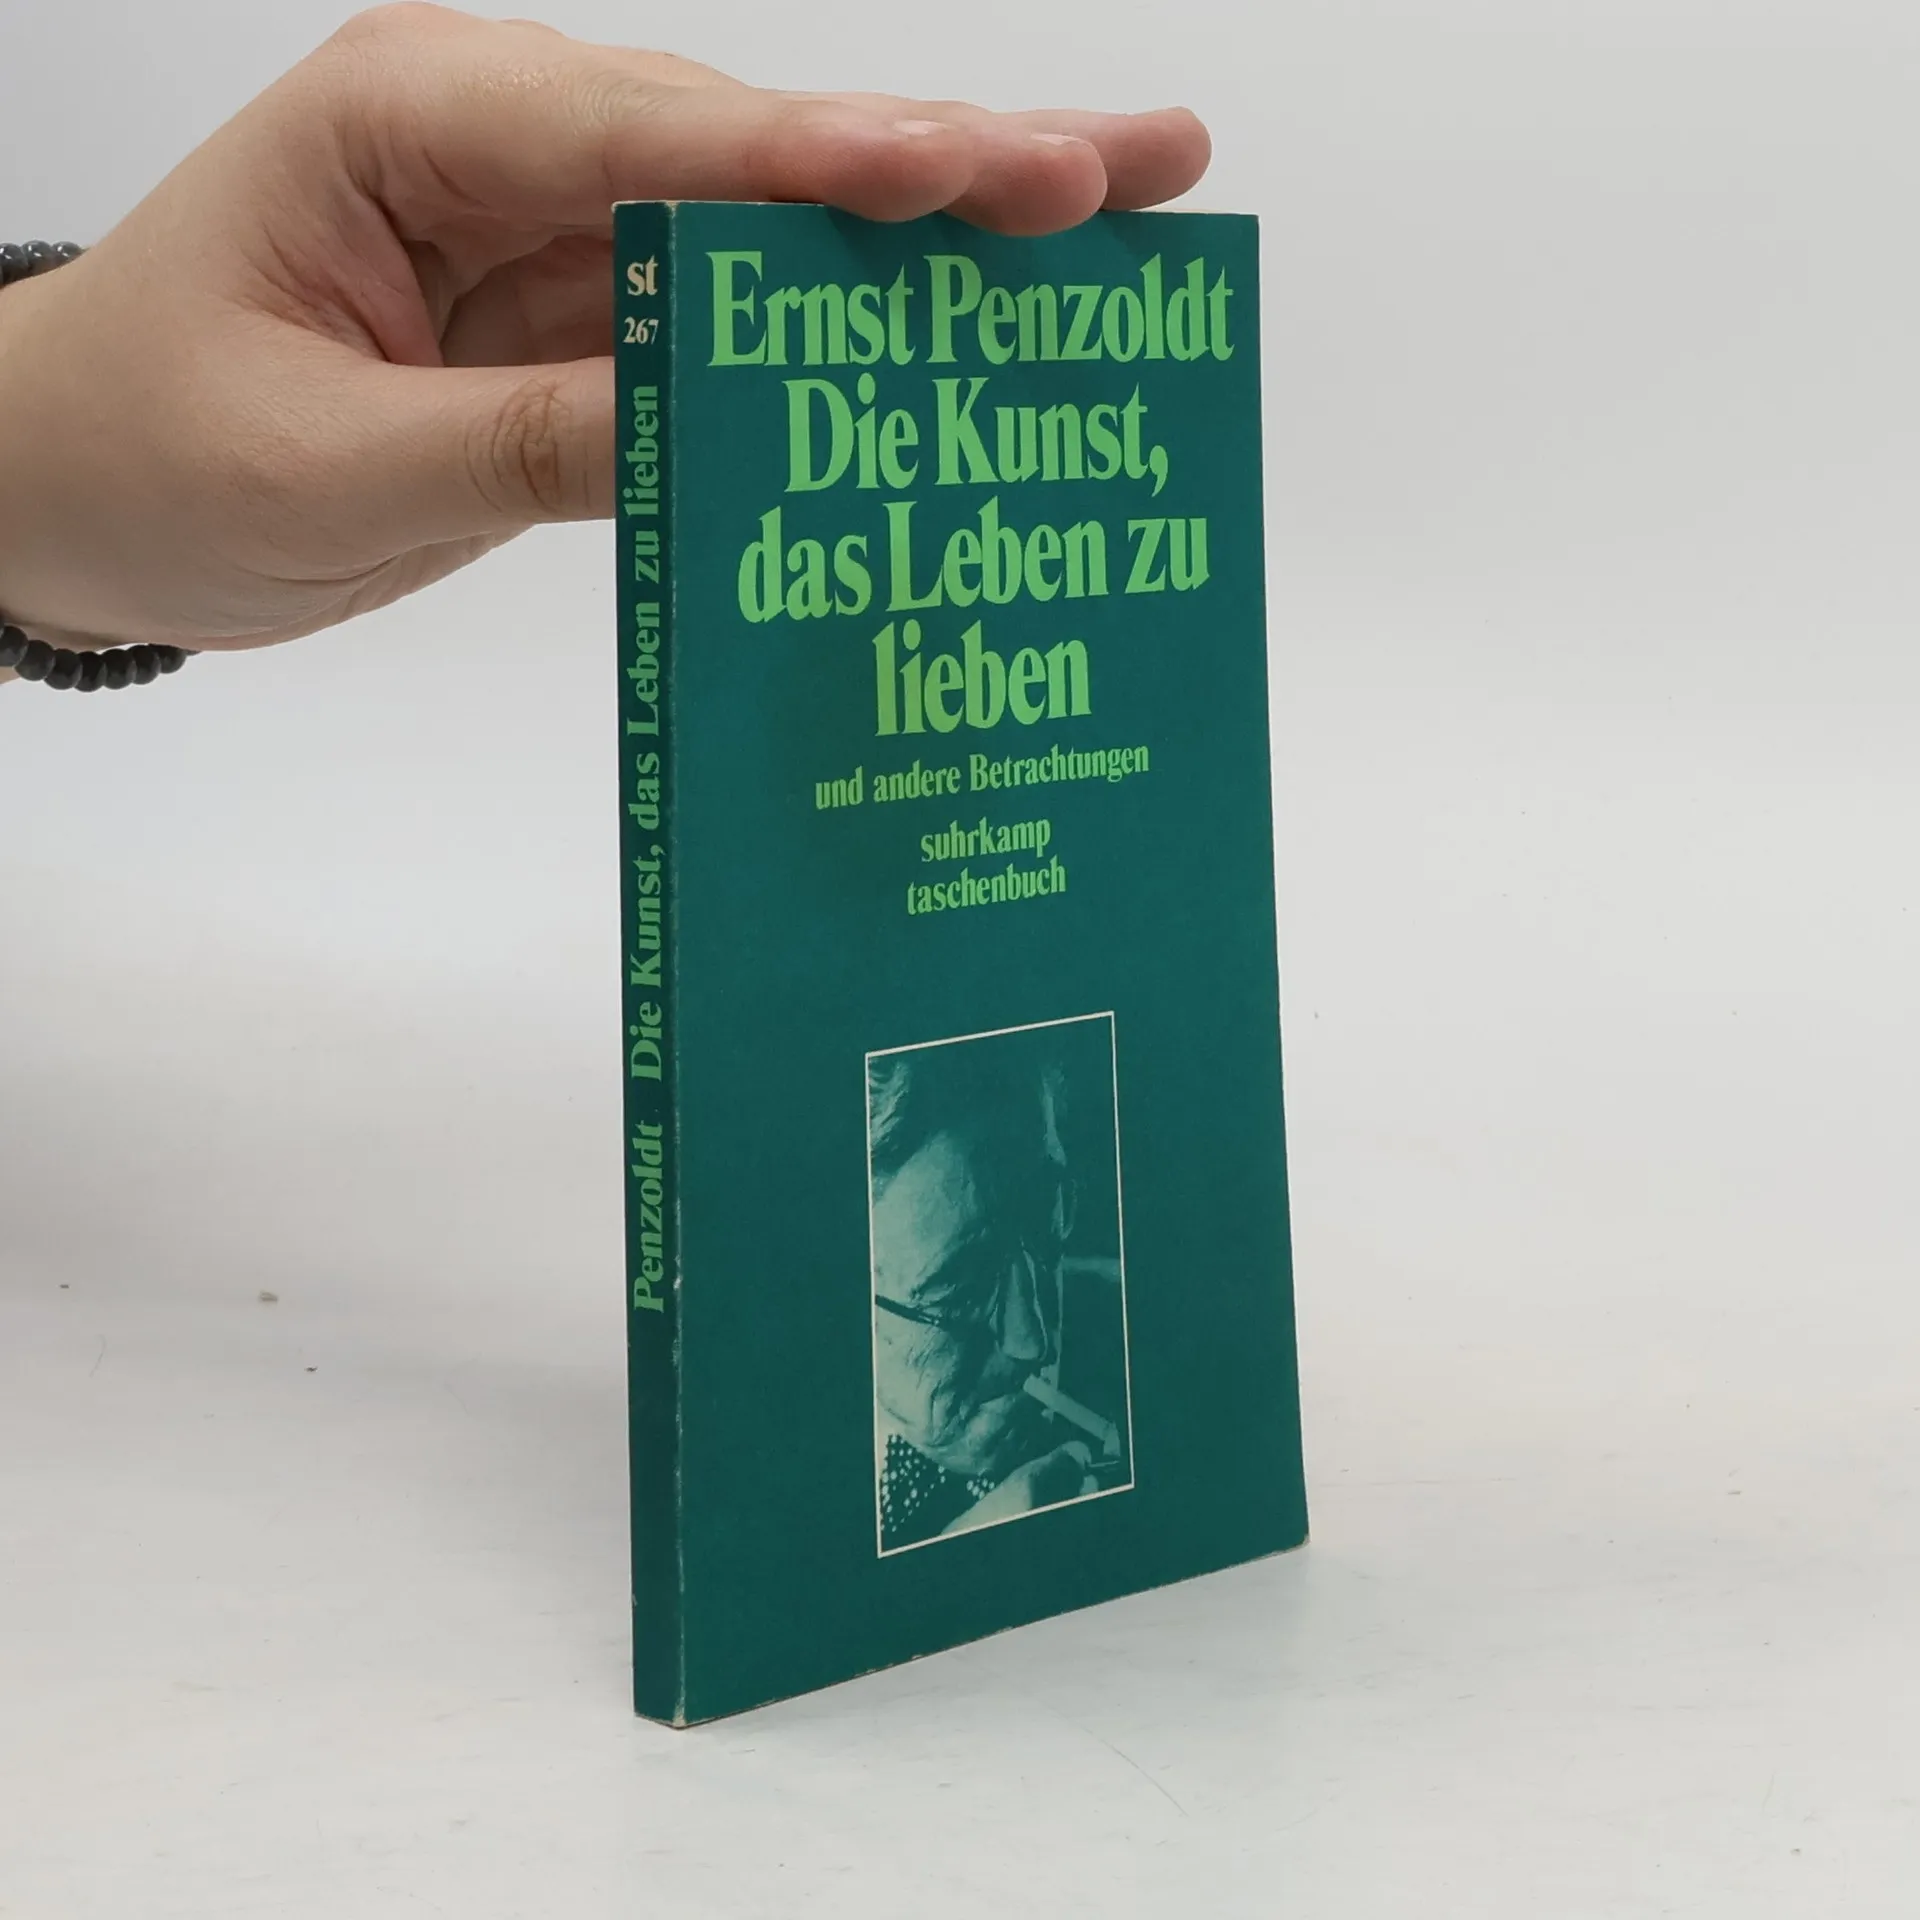 st
267
Penzoldt Die Kunst, das Leben zu lieben
Ernst Penzoldt
Die Kunst,
das Leben zu
lieben
und andere Betrachtungen
suhrkamp
taschenbuch